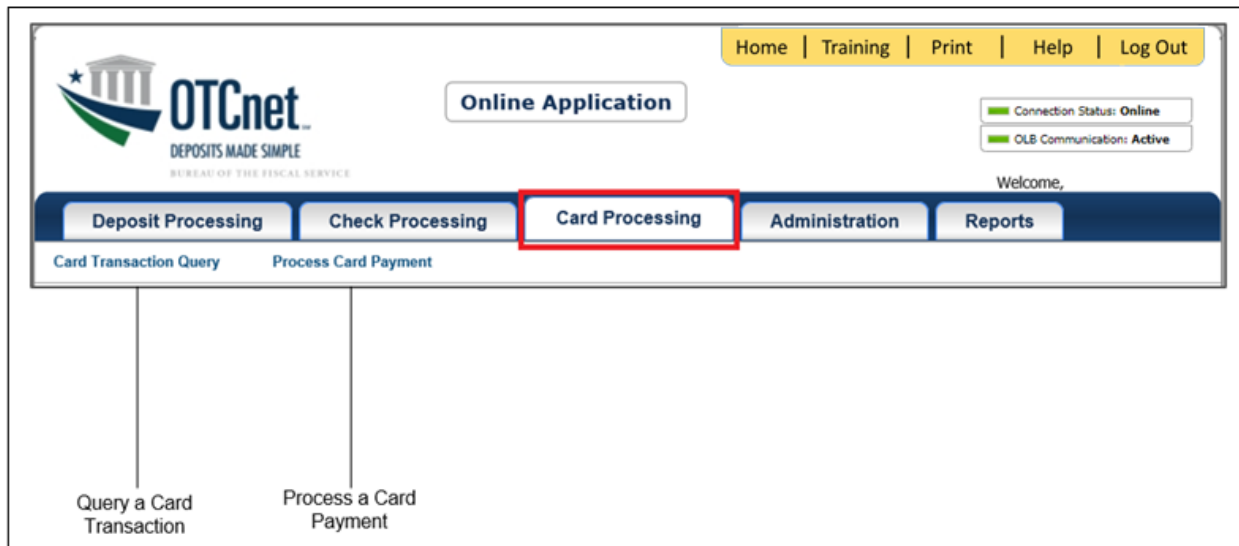 Home | Training | Print | Help | Log Out
OTCnet
DEPOSITS MADE SIMPLE
BUREAU OF THE FISCAL SERVICE
Online Application
Connection Status: Online
OLB Communication: Active
Welcome,
Deposit Processing Check Processing Card Processing Administration Reports
Card Transaction Query Process Card Payment
Query a Card
Transaction
Process a Card
Payment